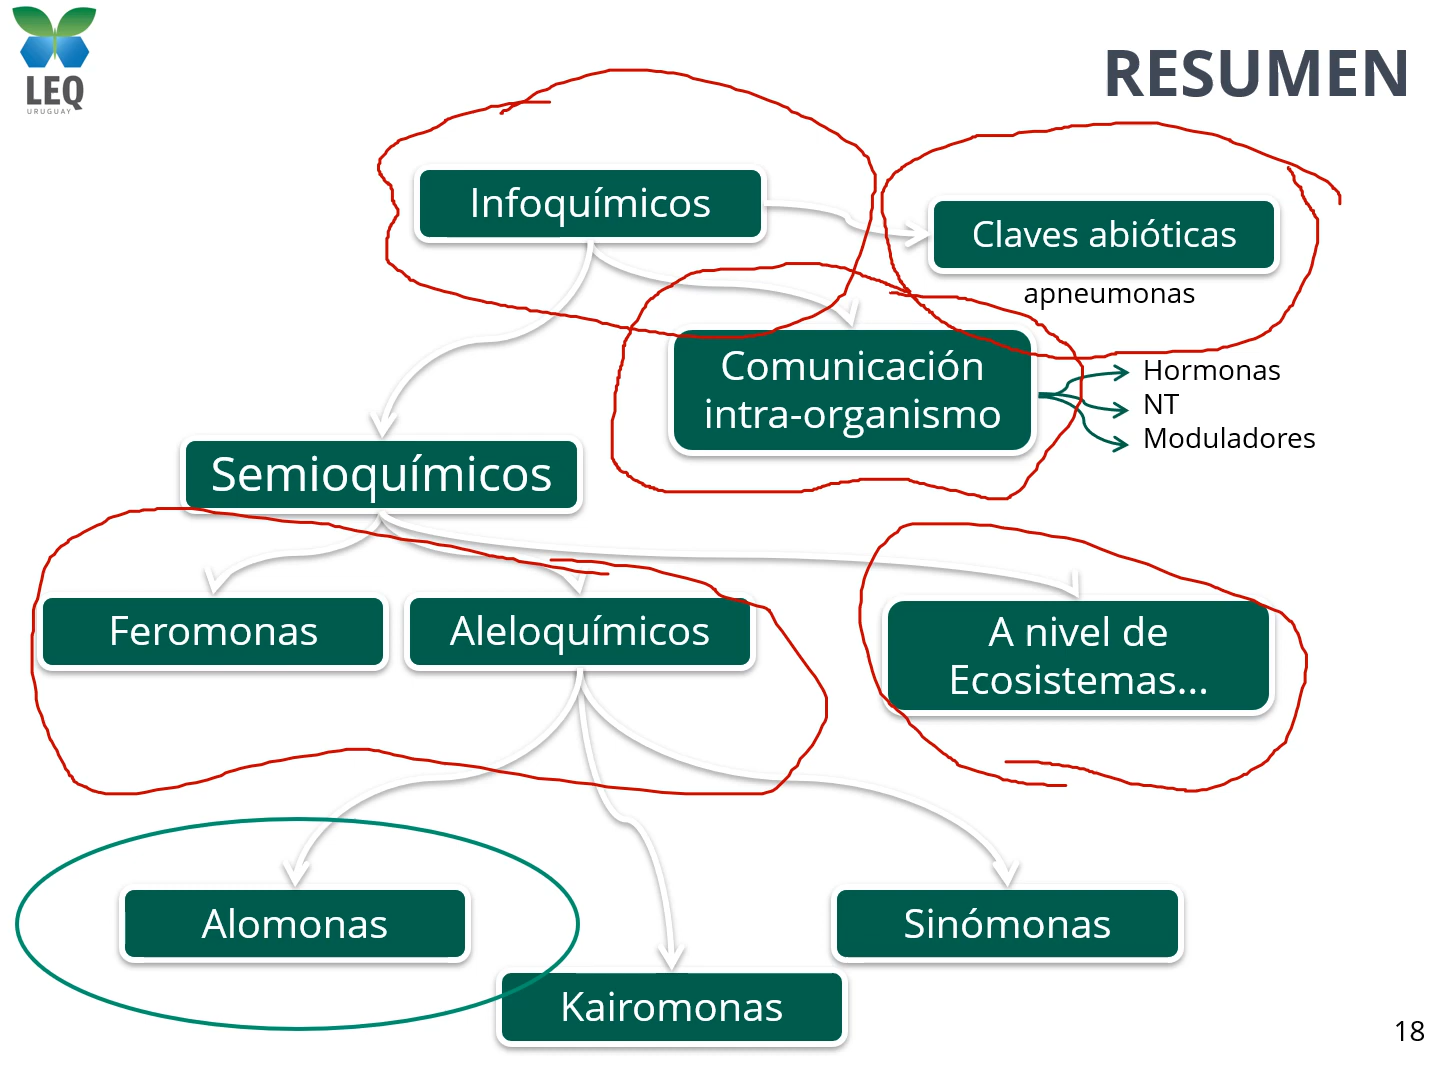 LEQ
URUGUAY
RESUMEN
Infoquímicos
Claves abióticas
apneumonas
Comunicación
intra-organismo
Hormonas
NT
Moduladores
Semioquímicos
Feromonas
Aleloquímicos
A nivel de
Ecosistemas...
Alomonas
Sinómonas
Kairomonas
18